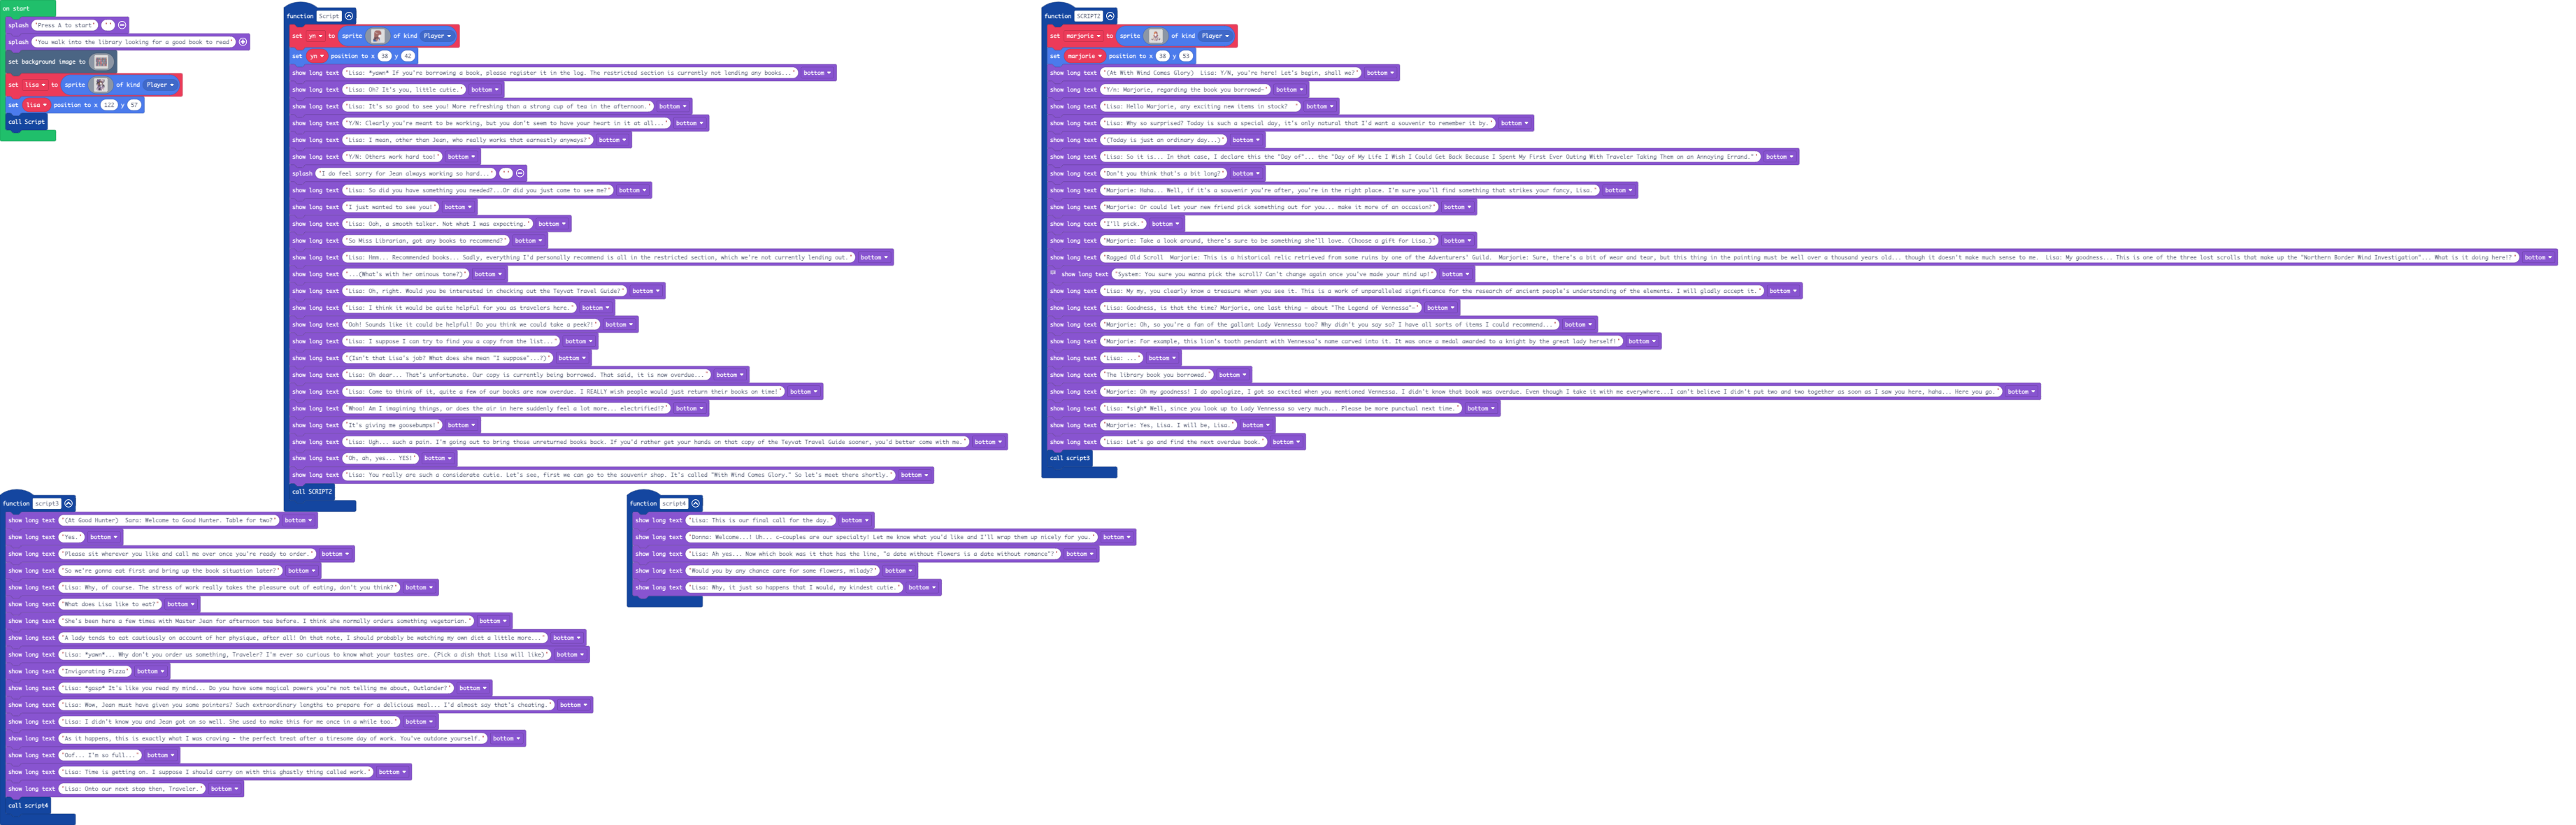 on start
splash "Press A to start" " "
splash "You walk into the library looking for a good book to read"
set background image to
set lisa to sprite of kind Player
set lisa position to x 122 y 57
call Script
function Script
set yn to sprite of kind Player
set yn position to x 38 y 42
show long text "Lisa: *yawn* If you're borrowing a book, please register it in the log. The restricted section is currently not lending any books..." bottom
show long text "Lisa: Oh? It's you, little cutie." bottom
show long text "Lisa: It's so good to see you! More refreshing than a strong cup of tea in the afternoon." bottom
show long text "Y/N: Clearly you're meant to be working, but you don't seem to have your heart in it at all..." bottom
show long text "Lisa: I mean, other than Jean, who really works that earnestly anyways?" bottom
show long text "Y/N: Others work hard too!" bottom
splash "I do feel sorry for Jean always working so hard..." " "
show long text "Lisa: So did you have something you needed?...Or did you just come to see me?" bottom
show long text "I just wanted to see you!" bottom
show long text "Lisa: Ooh, a smooth talker. Not what I was expecting." bottom
show long text "So Miss Librarian, got any books to recommend?" bottom
show long text "Lisa: Hmm... Recommended books... Sadly, everything I'd personally recommend is all in the restricted section, which we're not currently lending out." bottom
show long text "...(What's with her ominous tone?)" bottom
show long text "Lisa: Oh, right. Would you be interested in checking out the Teyvat Travel Guide?" bottom
show long text "Lisa: I think it would be quite helpful for you as travelers here." bottom
show long text "Ooh! Sounds like it could be helpful! Do you think we could take a peek?!" bottom
show long text "Lisa: I suppose I can try to find you a copy from the list..." bottom
show long text "(Isn't that Lisa's job? What does she mean "I suppose"...?)" bottom
show long text "Lisa: Oh dear... That's unfortunate. Our copy is currently being borrowed. That said, it is now overdue..." bottom
show long text "Lisa: Come to think of it, quite a few of our books are now overdue. I REALLY wish people would just return their books on time!" bottom
show long text "Whoa! Am I imagining things, or does the air in here suddenly feel a lot more... electrified!?" bottom
show long text "It's giving me goosebumps!" bottom
show long text "Lisa: Ugh... such a pain. I'm going out to bring those unreturned books back. If you'd rather get your hands on that copy of the Teyvat Travel Guide sooner, you'd better come with me." bottom
show long text "Oh, ah, yes... YES!" bottom
show long text "Lisa: You really are such a considerate cutie. Let's see, first we can go to the souvenir shop. It's called "With Wind Comes Glory." So let's meet there shortly." bottom
call SCRIPT2
function SCRIPT2
set marjorie to sprite of kind Player
set marjorie position to x 38 y 53
show long text "(At With Wind Comes Glory) Lisa: Y/N, you're here! Let's begin, shall we?" bottom
show long text "Y/n: Marjorie, regarding the book you borrowed-" bottom
show long text "Lisa: Hello Marjorie, any exciting new items in stock? " bottom
show long text "Lisa: Why so surprised? Today is such a special day, it's only natural that I'd want a souvenir to remember it by." bottom
show long text "(Today is just an ordinary day...)" bottom
show long text "Lisa: So it is... In that case, I declare this the "Day of"... the "Day of My Life I Wish I Could Get Back Because I Spent My First Ever Outing With Traveler Taking Them on an Annoying Errand."" bottom
show long text "Don't you think that's a bit long?" bottom
show long text "Marjorie: Haha... Well, if it's a souvenir you're after, you're in the right place. I'm sure you'll find something that strikes your fancy, Lisa." bottom
show long text "Marjorie: Or could let your new friend pick something out for you... make it more of an occasion?" bottom
show long text "I'll pick." bottom
show long text "Marjorie: Take a look around, there's sure to be something she'll love. (Choose a gift for Lisa.)" bottom
show long text "Ragged Old Scroll Marjorie: This is a historical relic retrieved from some ruins by one of the Adventurers' Guild. Marjorie: Sure, there's a bit of wear and tear, but this thing in the painting must be well over a thousand years old... though it doesn't make much sense to me. Lisa: My goodness... This is one of the three lost scrolls that make up the "Northern Border Wind Investigation"... What is it doing here!?" bottom
show long text "System: You sure you wanna pick the scroll? Can't change again once you've made your mind up!" bottom
show long text "Lisa: My my, you clearly know a treasure when you see it. This is a work of unparalleled significance for the research of ancient people's understanding of the elements. I will gladly accept it." bottom
show long text "Lisa: Goodness, is that the time? Marjorie, one last thing — about "The Legend of Vennessa"-" bottom
show long text "Marjorie: Oh, so you're a fan of the gallant Lady Vennessa too? Why didn't you say so? I have all sorts of items I could recommend..." bottom
show long text "Marjorie: For example, this lion's tooth pendant with Vennessa's name carved into it. It was once a medal awarded to a knight by the great lady herself!" bottom
show long text "Lisa: ..." bottom
show long text "The library book you borrowed." bottom
show long text "Marjorie: Oh my goodness! I do apologize, I got so excited when you mentioned Vennessa. I didn't know that book was overdue. Even though I take it with me everywhere...I can't believe I didn't put two and two together as soon as I saw you here, haha... Here you go." bottom
show long text "Lisa: *sigh* Well, since you look up to Lady Vennessa so very much... Please be more punctual next time." bottom
show long text "Marjorie: Yes, Lisa. I will be, Lisa." bottom
show long text "Lisa: Let's go and find the next overdue book." bottom
call script3
function script3
show long text "(At Good Hunter) Sara: Welcome to Good Hunter. Table for two?" bottom
show long text "Yes." bottom
show long text "Please sit wherever you like and call me over once you're ready to order." bottom
show long text "So we're gonna eat first and bring up the book situation later?" bottom
show long text "Lisa: Why, of course. The stress of work really takes the pleasure out of eating, don't you think?" bottom
show long text "What does Lisa like to eat?" bottom
show long text "She's been here a few times with Master Jean for afternoon tea before. I think she normally orders something vegetarian." bottom
show long text "A lady tends to eat cautiously on account of her physique, after all! On that note, I should probably be watching my own diet a little more..." bottom
show long text "Lisa: *yawn*... Why don't you order us something, Traveler? I'm ever so curious to know what your tastes are. (Pick a dish that Lisa will like)" bottom
show long text "Invigorating Pizza" bottom
show long text "Lisa: *gasp* It's like you read my mind... Do you have some magical powers you're not telling me about, Outlander?" bottom
show long text "Lisa: Wow, Jean must have given you some pointers? Such extraordinary lengths to prepare for a delicious meal... I'd almost say that's cheating." bottom
show long text "Lisa: I didn't know you and Jean got on so well. She used to make this for me once in a while too." bottom
show long text "As it happens, this is exactly what I was craving - the perfect treat after a tiresome day of work. You've outdone yourself." bottom
show long text "Oof... I'm so full..." bottom
show long text "Lisa: Time is getting on. I suppose I should carry on with this ghastly thing called work." bottom
show long text "Lisa: Onto our next stop then, Traveler." bottom
call script4
function script4
show long text "Lisa: This is our final call for the day." bottom
show long text "Donna: Welcome...! Uh... c-couples are our specialty! Let me know what you'd like and I'll wrap them up nicely for you." bottom
show long text "Lisa: Ah yes... Now which book was it that has the line, "a date without flowers is a date without romance"?" bottom
show long text "Would you by any chance care for some flowers, milady?" bottom
show long text "Lisa: Why, it just so happens that I would, my kindest cutie." bottom